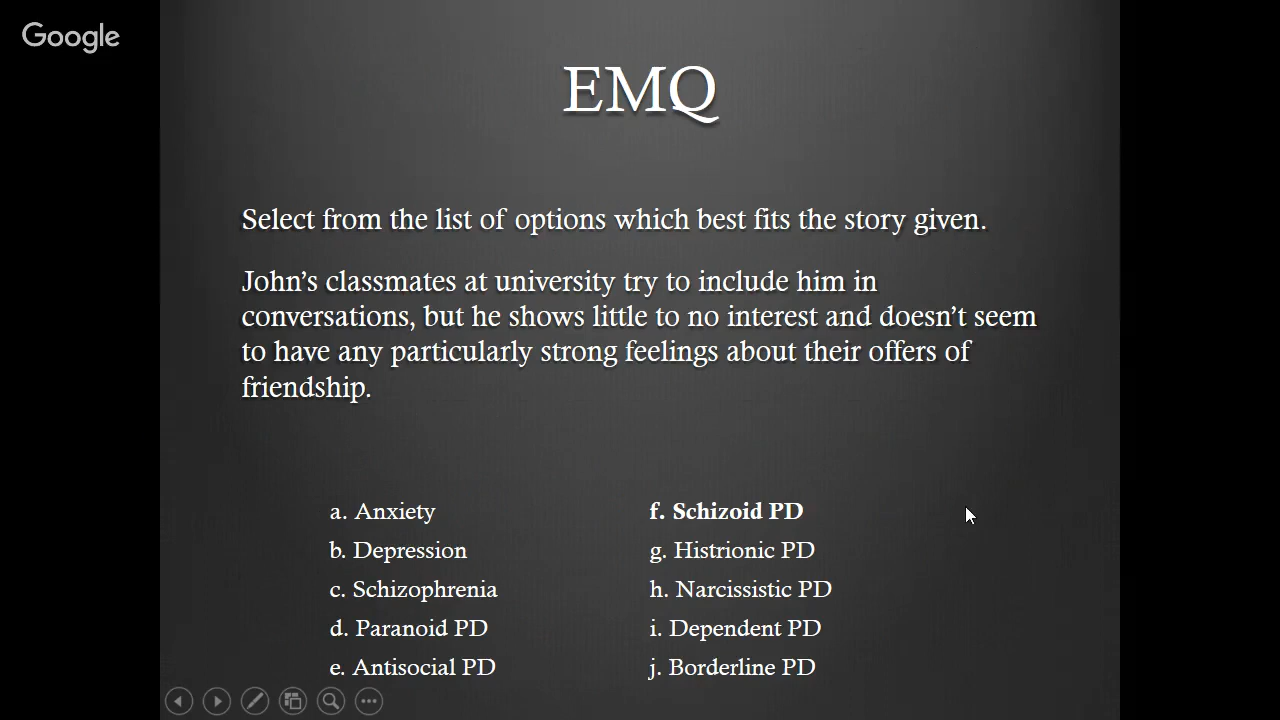 Google
EMQ
Select from the list of options which best fits the story given.
John’s classmates at university try to include him in
conversations, but he shows little to no interest and doesn’t seem
to have any particularly strong feelings about their offers of
friendship.
a. Anxiety
b. Depression
c. Schizophrenia
d. Paranoid PD
e. Antisocial PD
f. Schizoid PD
g. Histrionic PD
h. Narcissistic PD
i. Dependent PD
j. Borderline PD